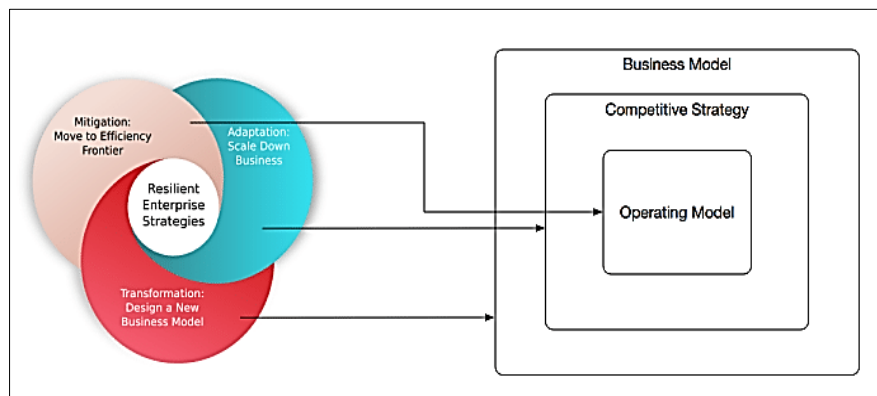 Mitigation:
Move to Efficiency
Frontier
Adaptation:
Scale Down
Business
Resilient
Enterprise
Strategies
Transformation:
Design a New
Business Model
Business Model
Competitive Strategy
Operating Model